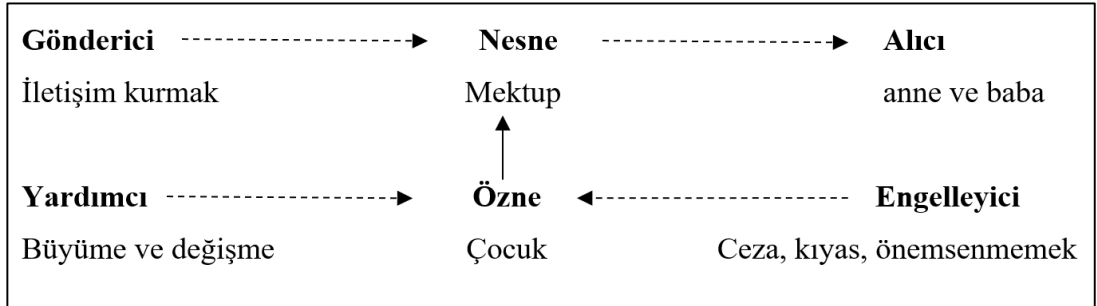 Gönderici Nesne Alıcı
İletişim kurmak Mektup anne ve baba
Yardımcı Özne Engelleyici
Büyüme ve değişme Çocuk Ceza, kıyas, önemsenmemek